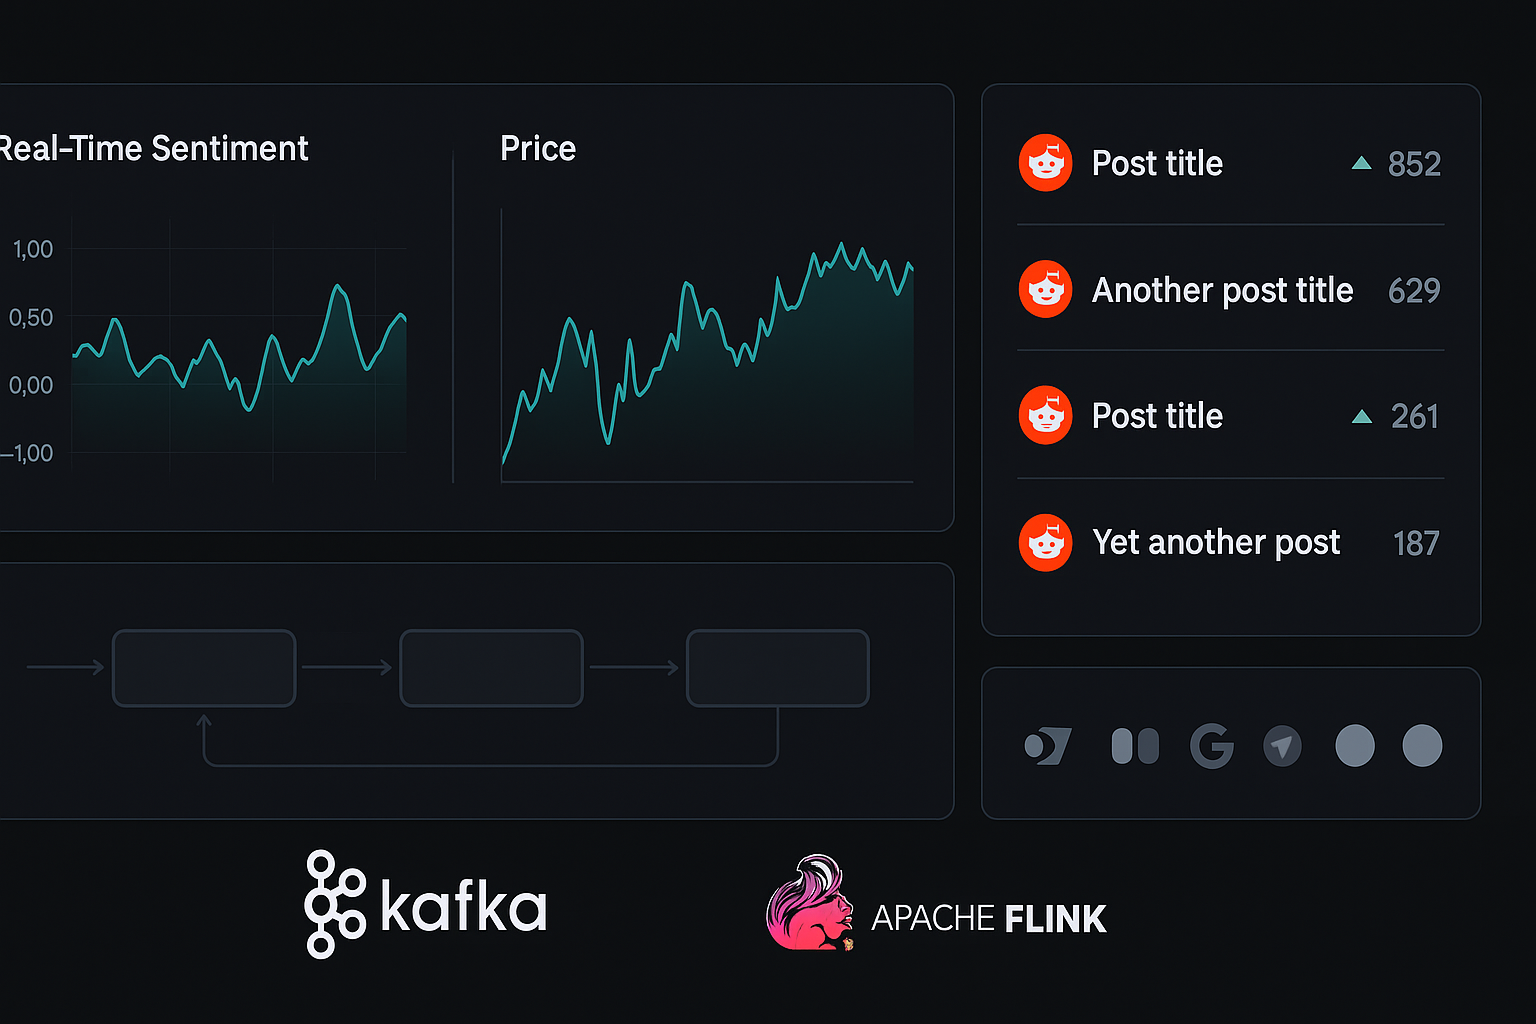 Real-Time Sentiment
1,00
0,50
0,00
–1,00
Price
Post title 852
Another post title 629
Post title 261
Yet another post 187
G
kafka
APACHE FLINK